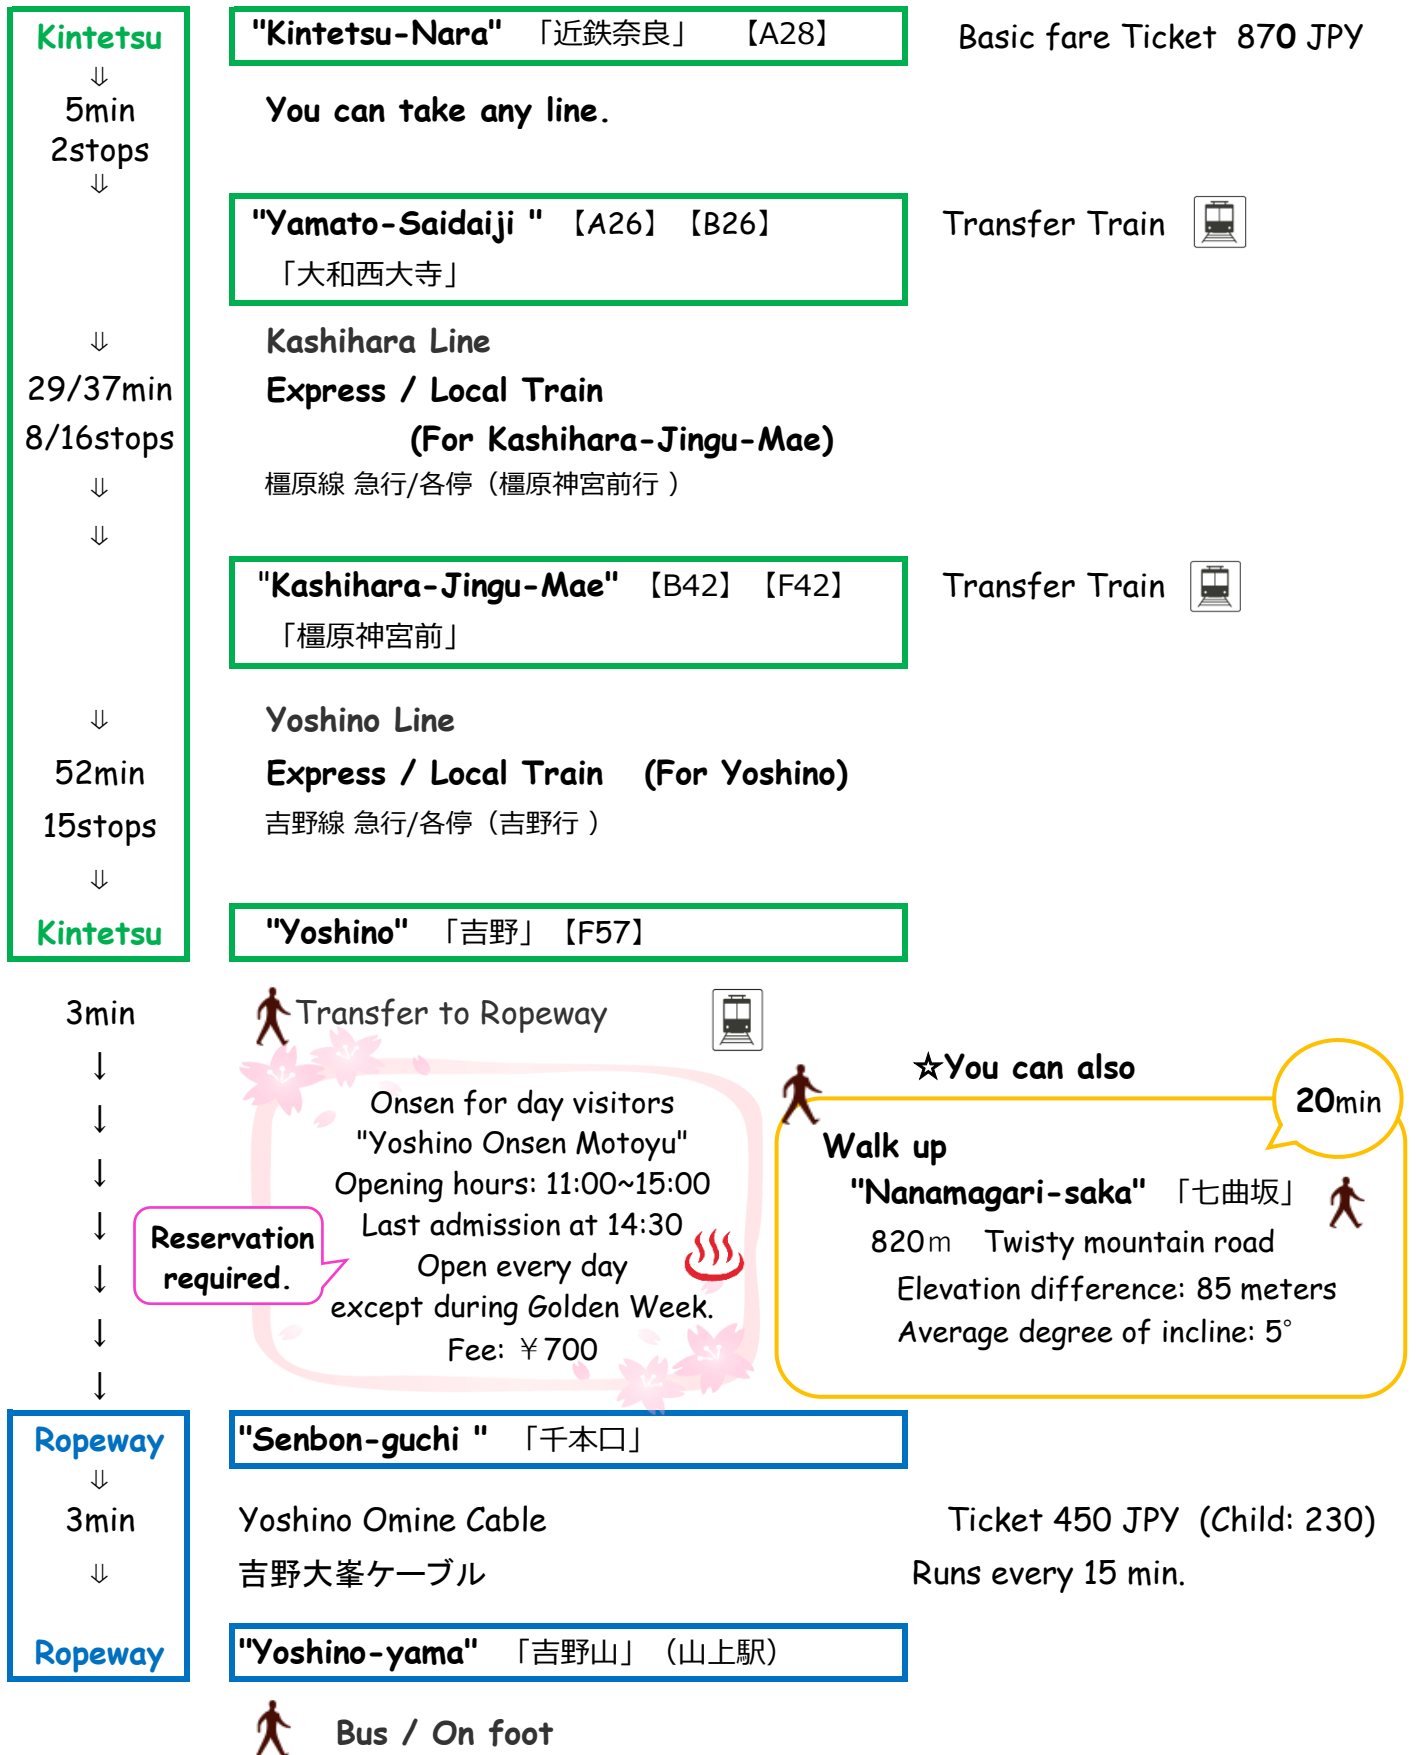 Kintetsu
"Kintetsu-Nara" 「近鉄奈良」 【A28】
Basic fare Ticket 870 JPY
⇓
5min
You can take any line.
2stops
⇓
"Yamato-Saidaiji " 【A26】【B26】
Transfer Train
「大和西大寺」
⇓
Kashihara Line
29/37min
Express / Local Train
8/16stops
(For Kashihara-Jingu-Mae)
⇓
橿原線 急行/各停（橿原神宮前行 ）
⇓
"Kashihara-Jingu-Mae" 【B42】【F42】
Transfer Train
「橿原神宮前」
⇓
Yoshino Line
52min
Express / Local Train (For Yoshino)
15stops
吉野線 急行/各停（吉野行 ）
⇓
Kintetsu
"Yoshino" 「吉野」【F57】
3min
Transfer to Ropeway
↓
↓
↓
↓
↓
↓
↓
Onsen for day visitors
"Yoshino Onsen Motoyu"
Opening hours: 11:00~15:00
Last admission at 14:30
Open every day
except during Golden Week.
Fee: ￥700
Reservation
required.
☆You can also
20min
Walk up
"Nanamagari-saka" 「七曲坂」
820ｍ Twisty mountain road
Elevation difference: 85 meters
Average degree of incline: 5°
Ropeway
"Senbon-guchi " 「千本口」
⇓
3min
Yoshino Omine Cable
Ticket 450 JPY (Child: 230)
⇓
吉野大峯ケーブル
Runs every 15 min.
Ropeway
"Yoshino-yama" 「吉野山」（山上駅）
Bus / On foot